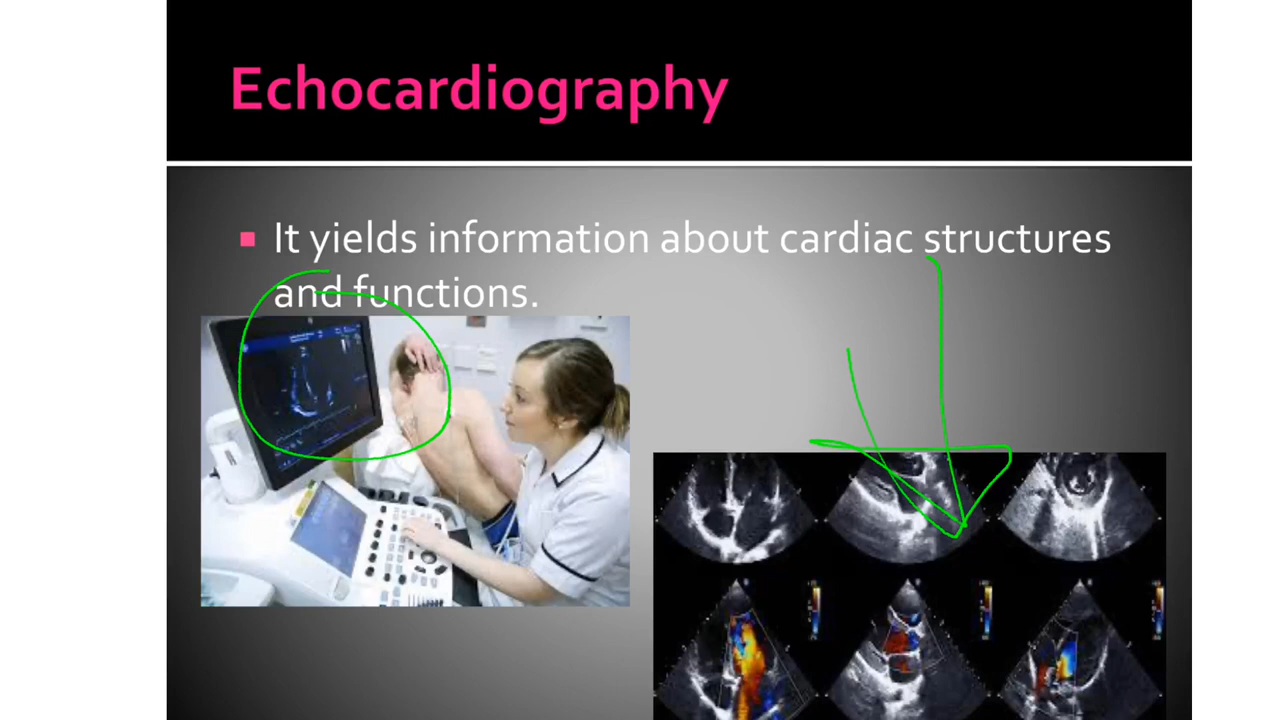 Echocardiography
It yields information about cardiac structures
and functions.